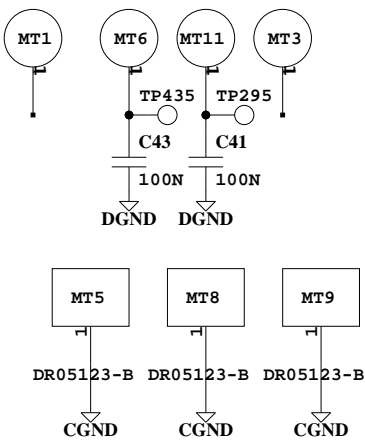 MT1 MT6 MT11 MT3
1 1 1 1
TP435 TP295
C43 C41
100N 100N
DGND DGND
MT5 MT8 MT9
1 1 1
DR05123-B DR05123-B DR05123-B
CGND CGND CGND